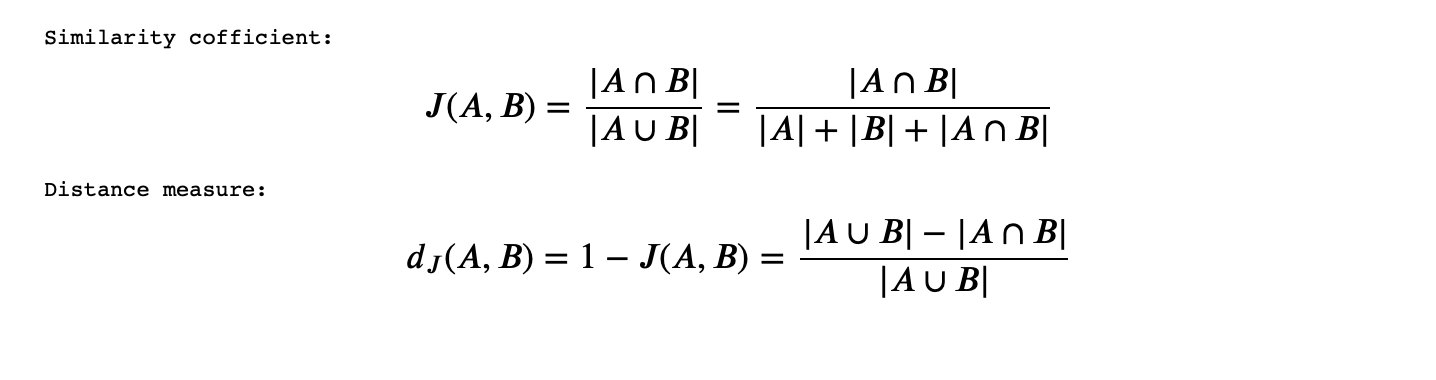 Similarity cofficient:
J(A, B) = |A ∩ B| / |A ∪ B| = |A ∩ B| / |A| + |B| + |A ∩ B|
Distance measure:
d_J(A, B) = 1 − J(A, B) = |A ∪ B| − |A ∩ B| / |A ∪ B|